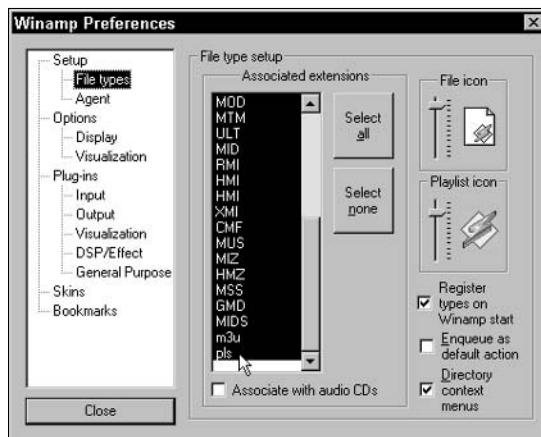 Winamp Preferences
Setup
File types
Agent
Options
Display
Visualization
Plug-ins
Input
Output
Visualization
DSP/Effect
General Purpose
Skins
Bookmarks
Close
File type setup
Associated extensions
MOD
MTM
ULT
MID
RMI
HMI
HMI
XMI
CMF
MUS
MIZ
HMZ
MSS
GMD
MIDS
m3u
pls
Select
all
Select
none
Associate with audio CDs
File icon
Playlist icon
Register
types on
Winamp start
Enqueue as
default action
Directory
context
menus